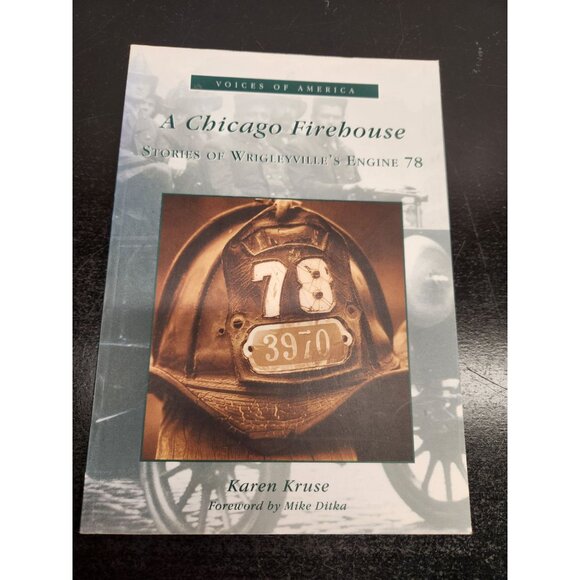 VOICES OF AMERICA
A Chicago Firehouse
STORIES OF WRIGLEYVILLE'S ENGINE 78
78
3970
Karen Kruse
Foreword by Mike Ditka